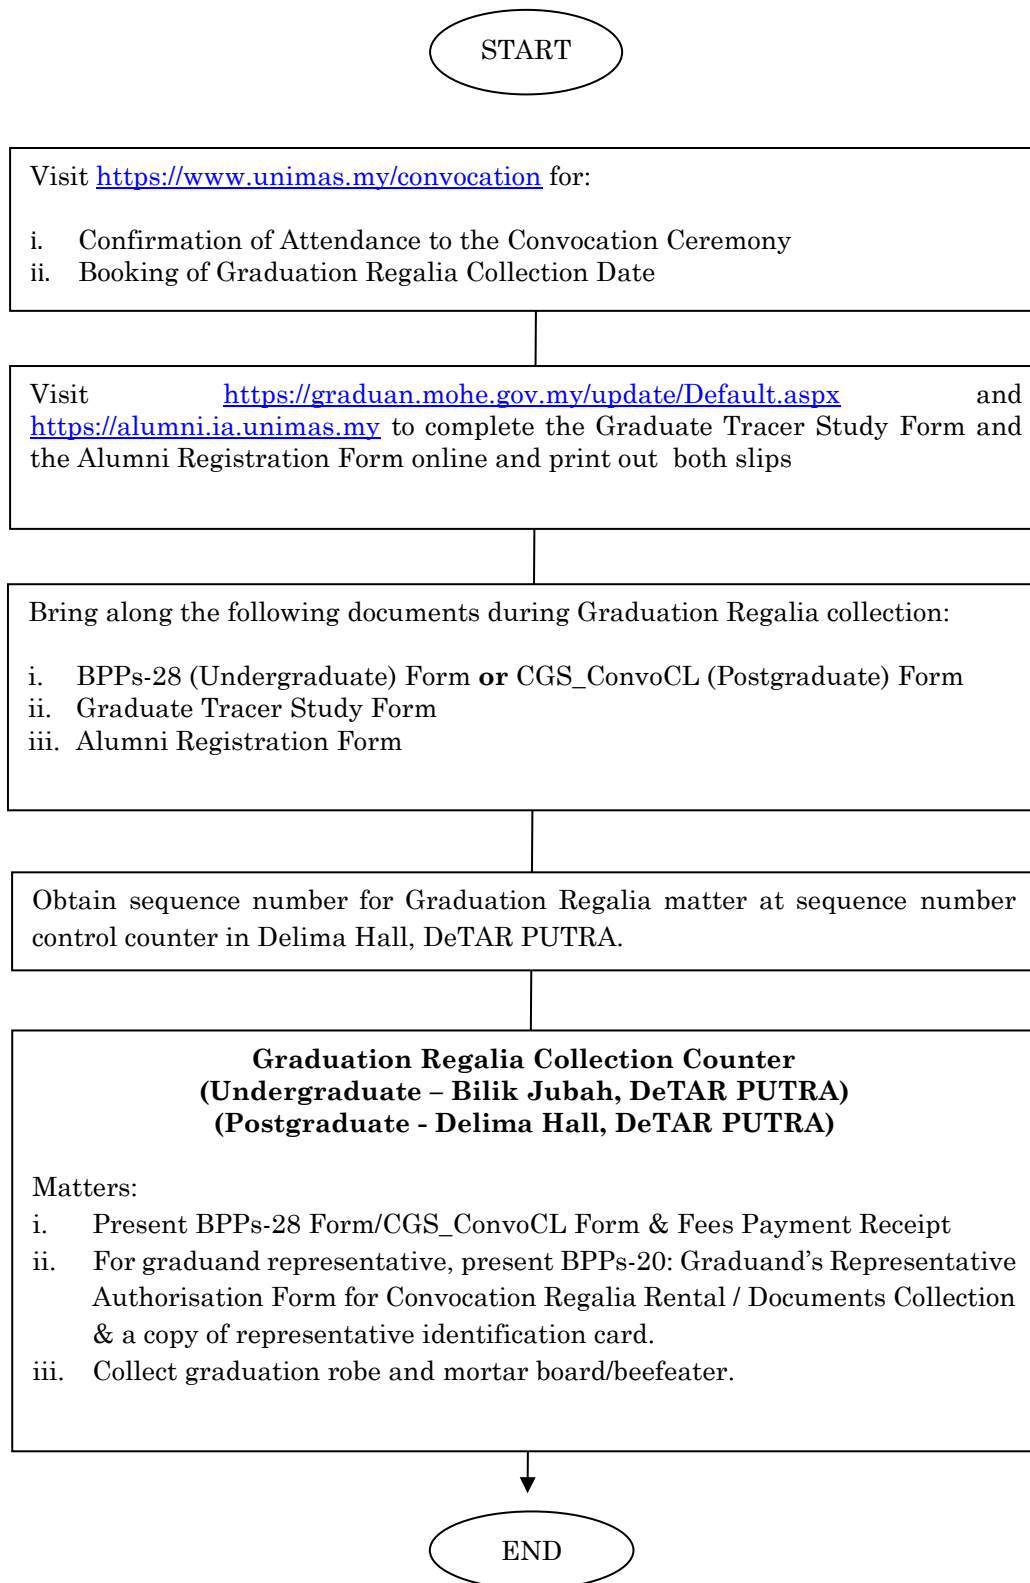 START
Visit https://www.unimas.my/convocation for:
i. Confirmation of Attendance to the Convocation Ceremony
ii. Booking of Graduation Regalia Collection Date
Visit https://graduan.mohe.gov.my/update/Default.aspx and
https://alumni.ia.unimas.my to complete the Graduate Tracer Study Form and
the Alumni Registration Form online and print out both slips
Bring along the following documents during Graduation Regalia collection:
i. BPPs-28 (Undergraduate) Form or CGS_ConvoCL (Postgraduate) Form
ii. Graduate Tracer Study Form
iii. Alumni Registration Form
Obtain sequence number for Graduation Regalia matter at sequence number
control counter in Delima Hall, DeTAR PUTRA.
Graduation Regalia Collection Counter
(Undergraduate – Bilik Jubah, DeTAR PUTRA)
(Postgraduate - Delima Hall, DeTAR PUTRA)
Matters:
i. Present BPPs-28 Form/CGS_ConvoCL Form & Fees Payment Receipt
ii. For graduand representative, present BPPs-20: Graduand’s Representative
Authorisation Form for Convocation Regalia Rental / Documents Collection
& a copy of representative identification card.
iii. Collect graduation robe and mortar board/beefeater.
END